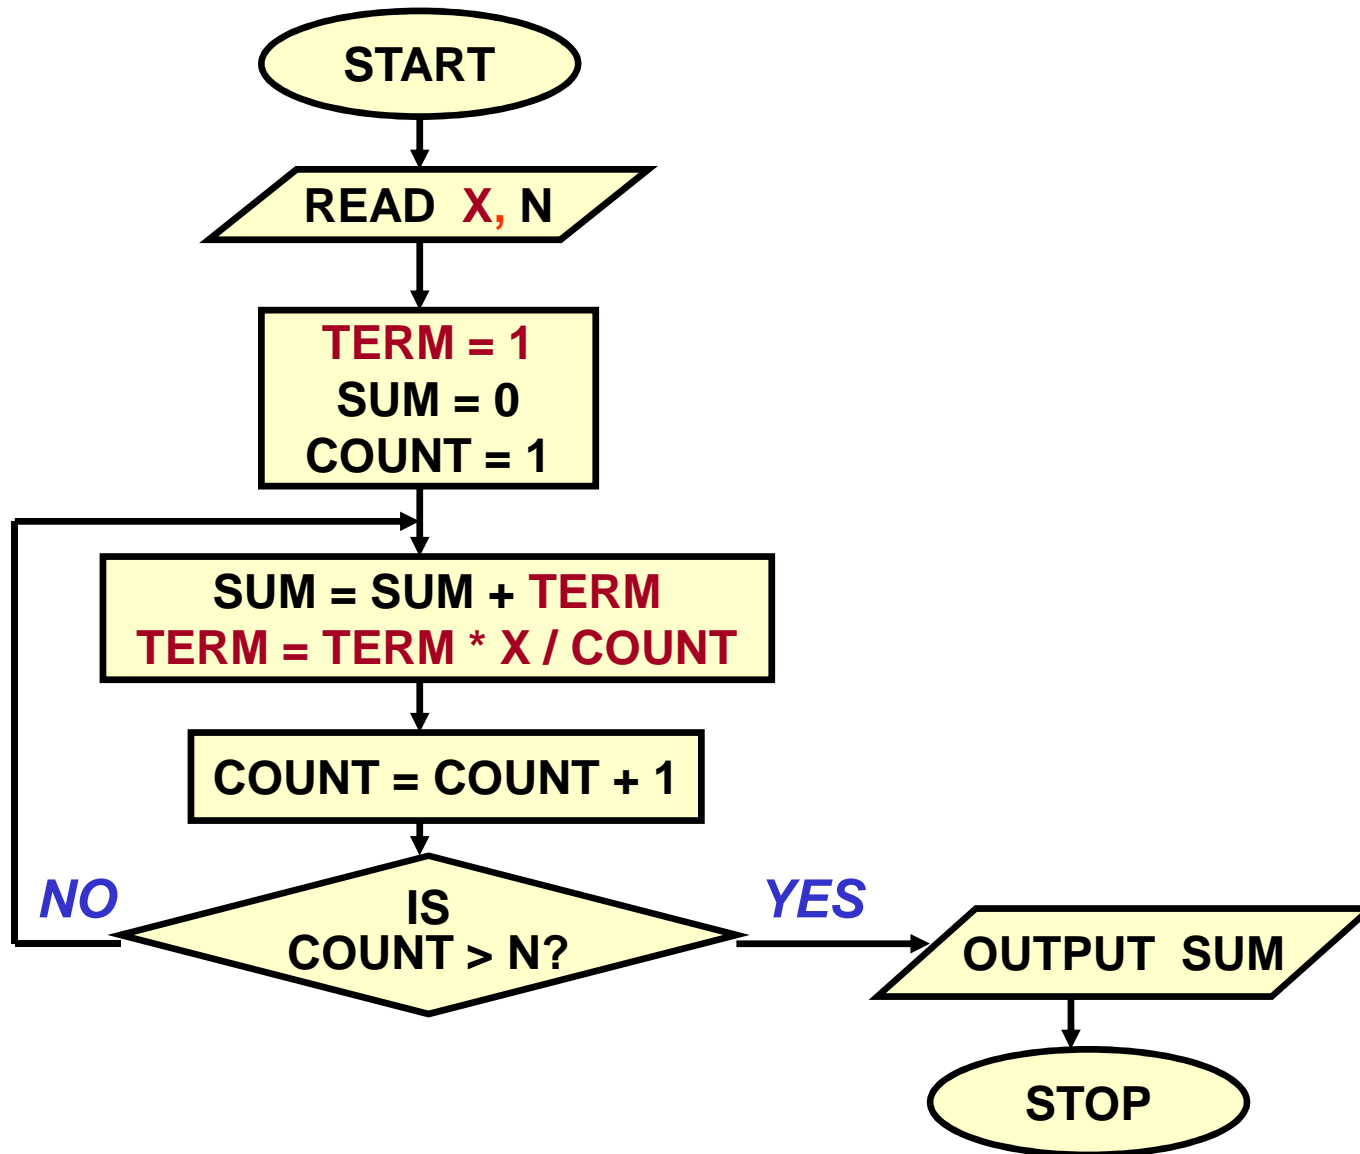 START
READ X, N
TERM = 1
SUM = 0
COUNT = 1
SUM = SUM + TERM
TERM = TERM * X / COUNT
COUNT = COUNT + 1
NO
IS
COUNT > N?
YES
OUTPUT SUM
STOP